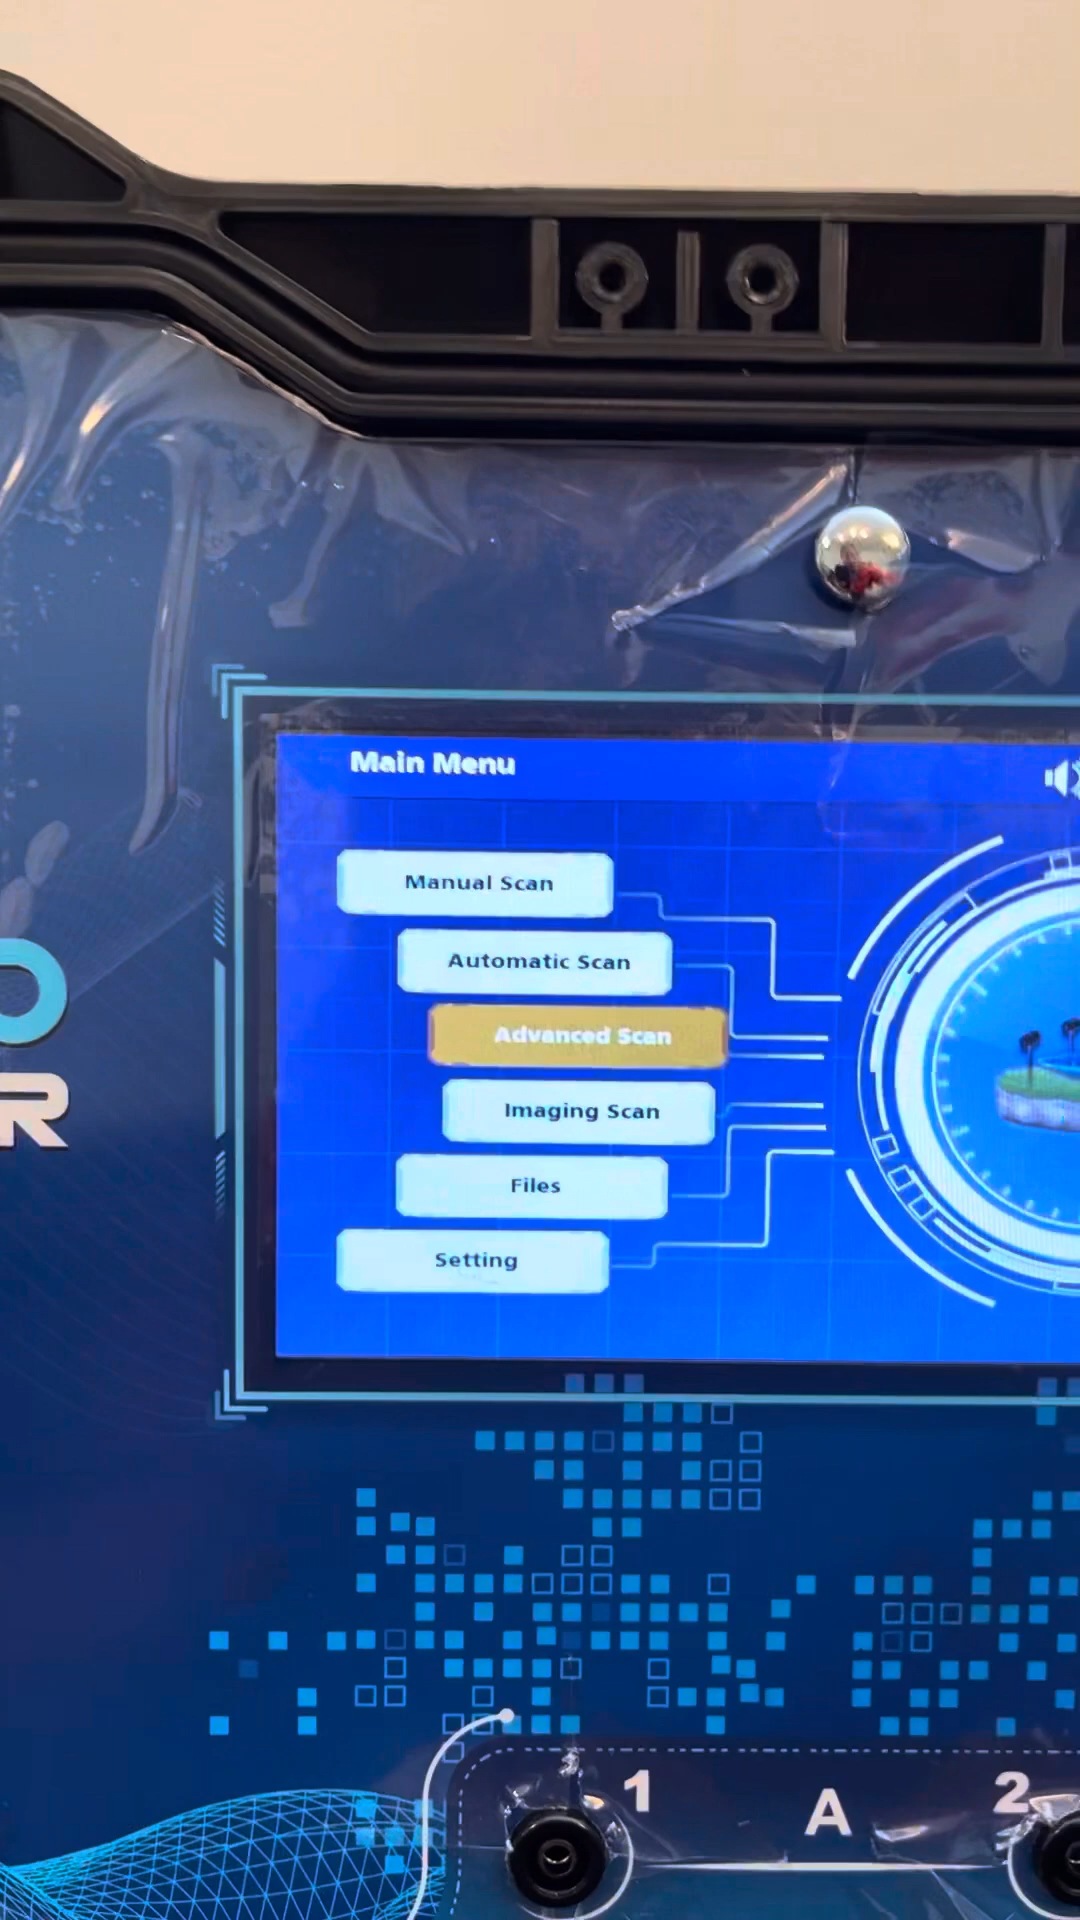 Main Menu
Manual Scan
Automatic Scan
Advanced Scan
Imaging Scan
Files
Setting
O
R
1
A
2